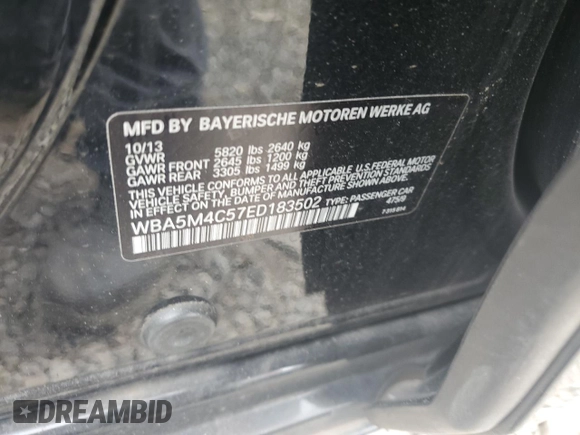 MFD BY BAYERISCHE MOTOREN WERKE AG
10/13
GVWR 5820 lbs 2640 kg
GAWR FRONT 2645 lbs 1200 kg
GAWR REAR 3305 lbs 1499 kg
THIS VEHICLE CONFORMS TO ALL APPLICABLE U.S. FEDERAL MOTOR
VEHICLE SAFETY, BUMPER AND THEFT PREVENTION STANDARDS
IN EFFECT ON THE DATE OF MANUFACTURE SHOWN ABOVE.
WBA5M4C57ED183502 TYPE: PASSENGER CAR
475/9
DREAMBID